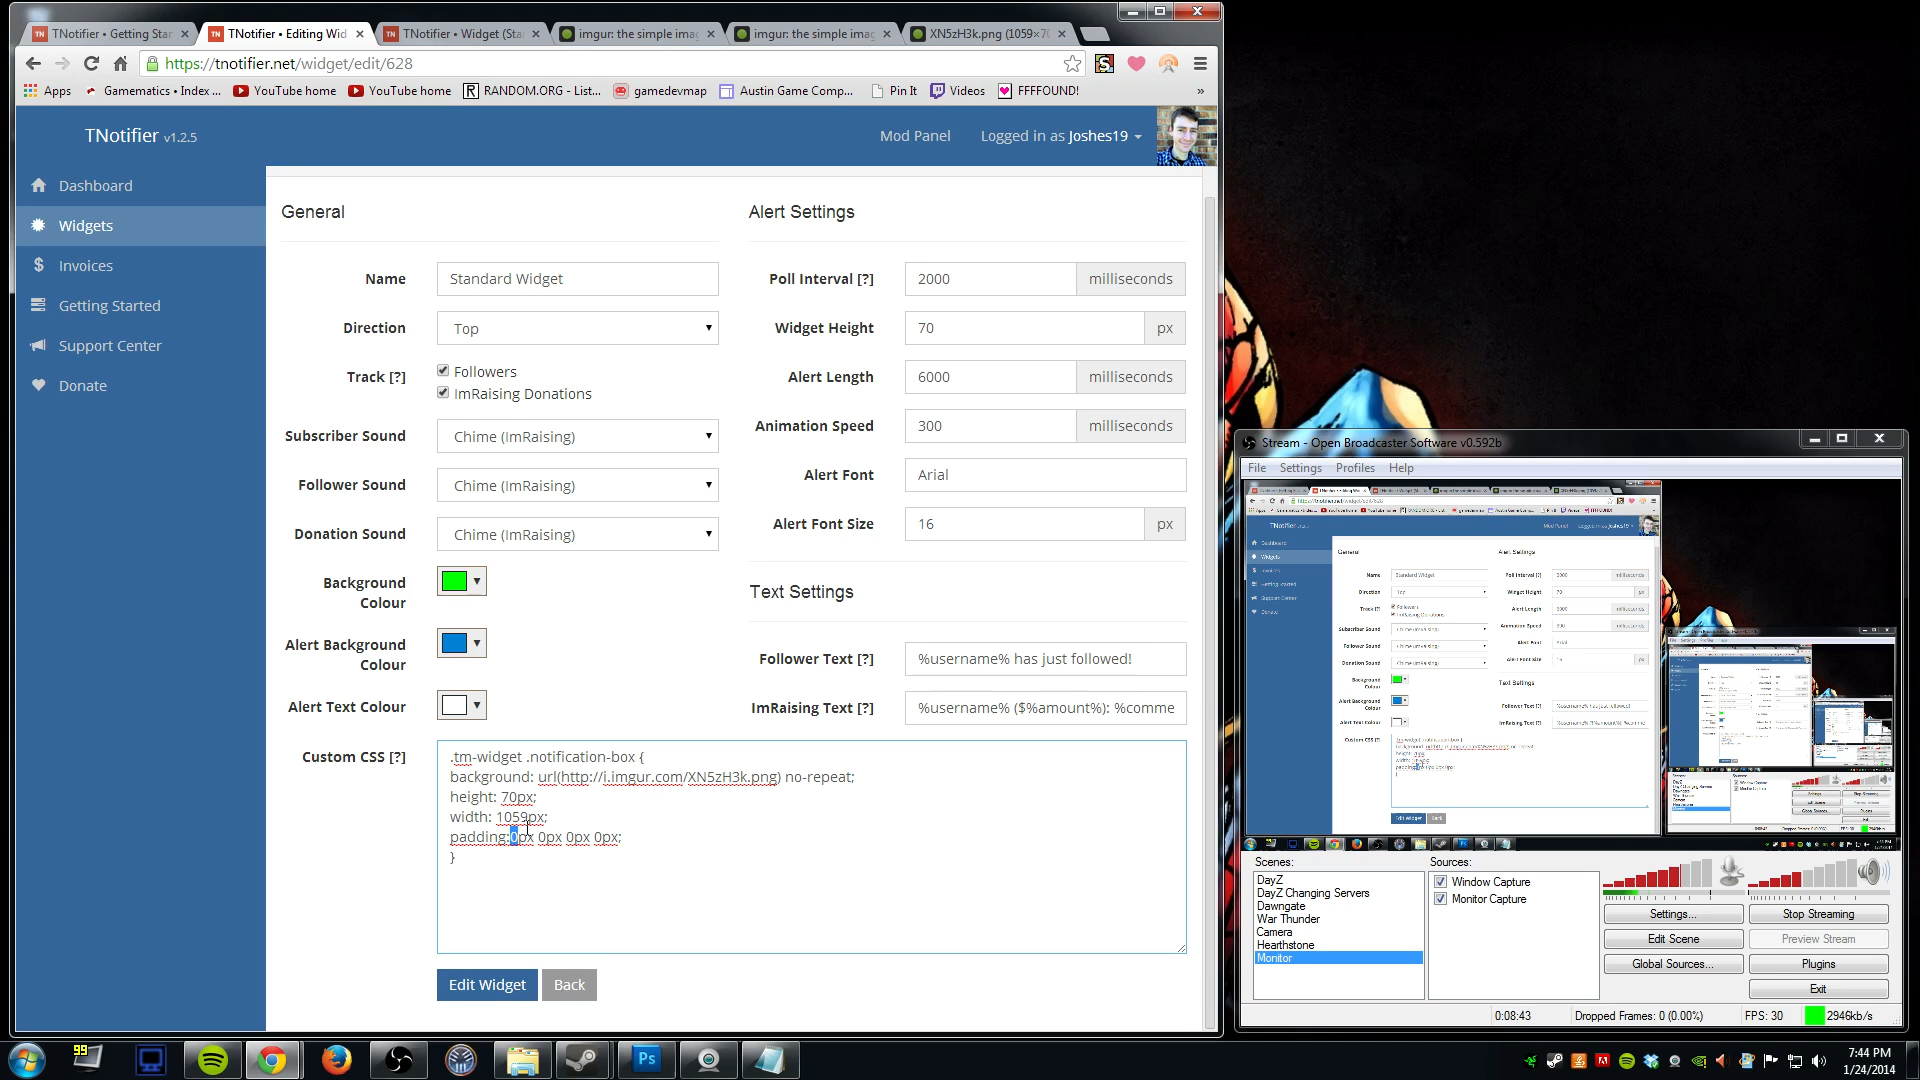 TNotifier • Getting Star
TNotifier • Editing Wid
TNotifier • Widget (Sta
imgur: the simple imag
imgur: the simple imag
XN5zH3k.png (1059×70
https://tnotifier.net/widget/edit/628
Apps
Gamematics • Index ...
YouTube home
YouTube home
RANDOM.ORG - List...
gamedevmap
Austin Game Comp...
Pin It
Videos
FFFFOUND!
»
TNotifier v1.2.5
Mod Panel
Logged in as Joshes19
Dashboard
Widgets
Invoices
Getting Started
Support Center
Donate
General
Name
Standard Widget
Direction
Top
Track [?]
Followers
ImRaising Donations
Subscriber Sound
Chime (ImRaising)
Follower Sound
Chime (ImRaising)
Donation Sound
Chime (ImRaising)
Background
Colour
Alert Background
Colour
Alert Text Colour
Alert Settings
Poll Interval [?]
2000
milliseconds
Widget Height
70
px
Alert Length
6000
milliseconds
Animation Speed
300
milliseconds
Alert Font
Arial
Alert Font Size
16
px
Text Settings
Follower Text [?]
%username% has just followed!
ImRaising Text [?]
%username% ($%amount%): %comme
Custom CSS [?]
.tm-widget .notification-box {
background: url(http://i.imgur.com/XN5zH3k.png) no-repeat;
height: 70px;
width: 1059px;
padding:0px 0px 0px 0px;
}
Edit Widget
Back
Stream - Open Broadcaster Software v0.592b
File
Settings
Profiles
Help
Scenes:
DayZ
DayZ Changing Servers
Dawngate
War Thunder
Camera
Hearthstone
Monitor
Sources:
Window Capture
Monitor Capture
Settings...
Stop Streaming
Edit Scene
Preview Stream
Global Sources...
Plugins
Exit
0:08:43
Dropped Frames: 0 (0.00%)
FPS: 30
2946kb/s
99
Ps
7:44 PM
1/24/2014